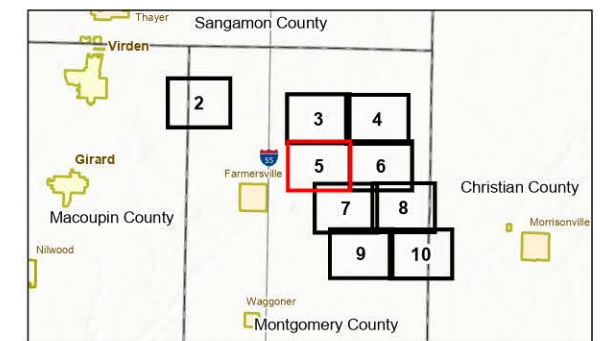 Thayer
Sangamon County
Virden
2
3
4
Girard
55
5
6
Farmersville
Christian County
Macoupin County
7
8
Morrisonville
Nilwood
9
10
Waggoner
Montgomery County